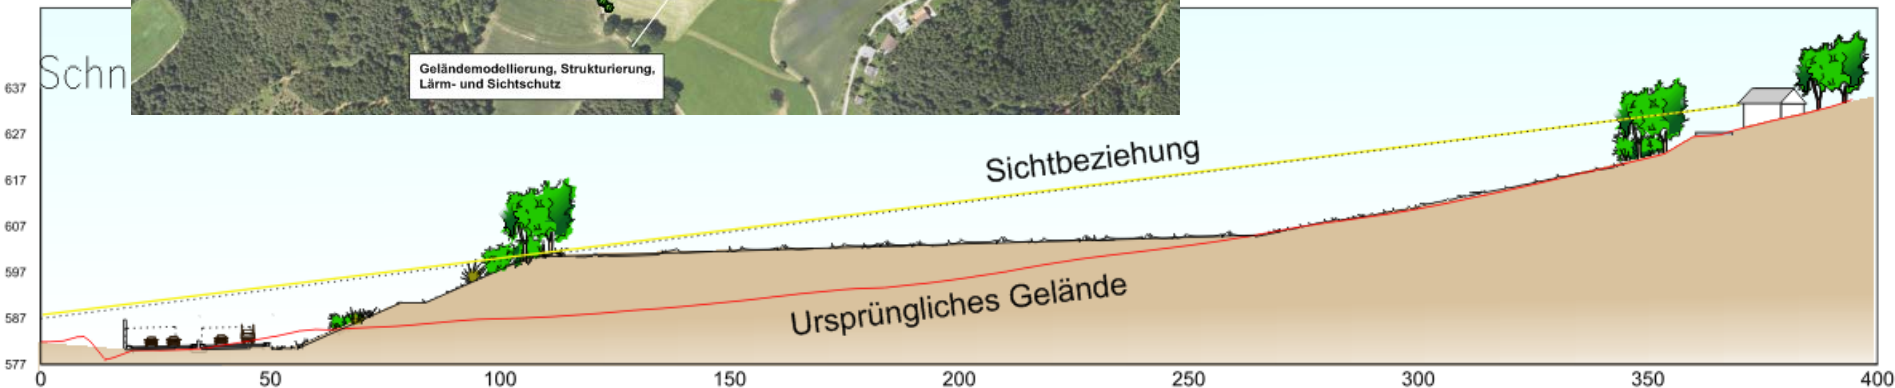 Geländemodellierung, Strukturierung,
Lärm- und Sichtschutz
Schn
637
627
617
607
597
587
577
Sichtbeziehung
Ursprüngliches Gelände
0 50 100 150 200 250 300 350 400